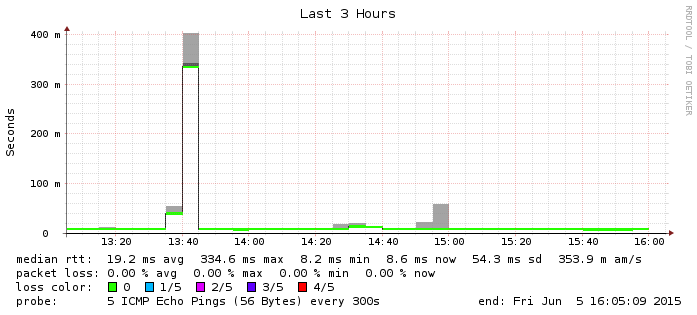 Last 3 Hours
RRDTOOL / TOBI OETIKER
Seconds
400 m
300 m
200 m
100 m
0
13:20 13:40 14:00 14:20 14:40 15:00 15:20 15:40 16:00
median rtt: 19.2 ms avg 334.6 ms max 8.2 ms min 8.6 ms now 54.3 ms sd 353.9 m am/s
packet loss: 0.00 % avg 0.00 % max 0.00 % min 0.00 % now
loss color: 0 1/5 2/5 3/5 4/5
probe: 5 ICMP Echo Pings (56 Bytes) every 300s end: Fri Jun 5 16:05:09 2015